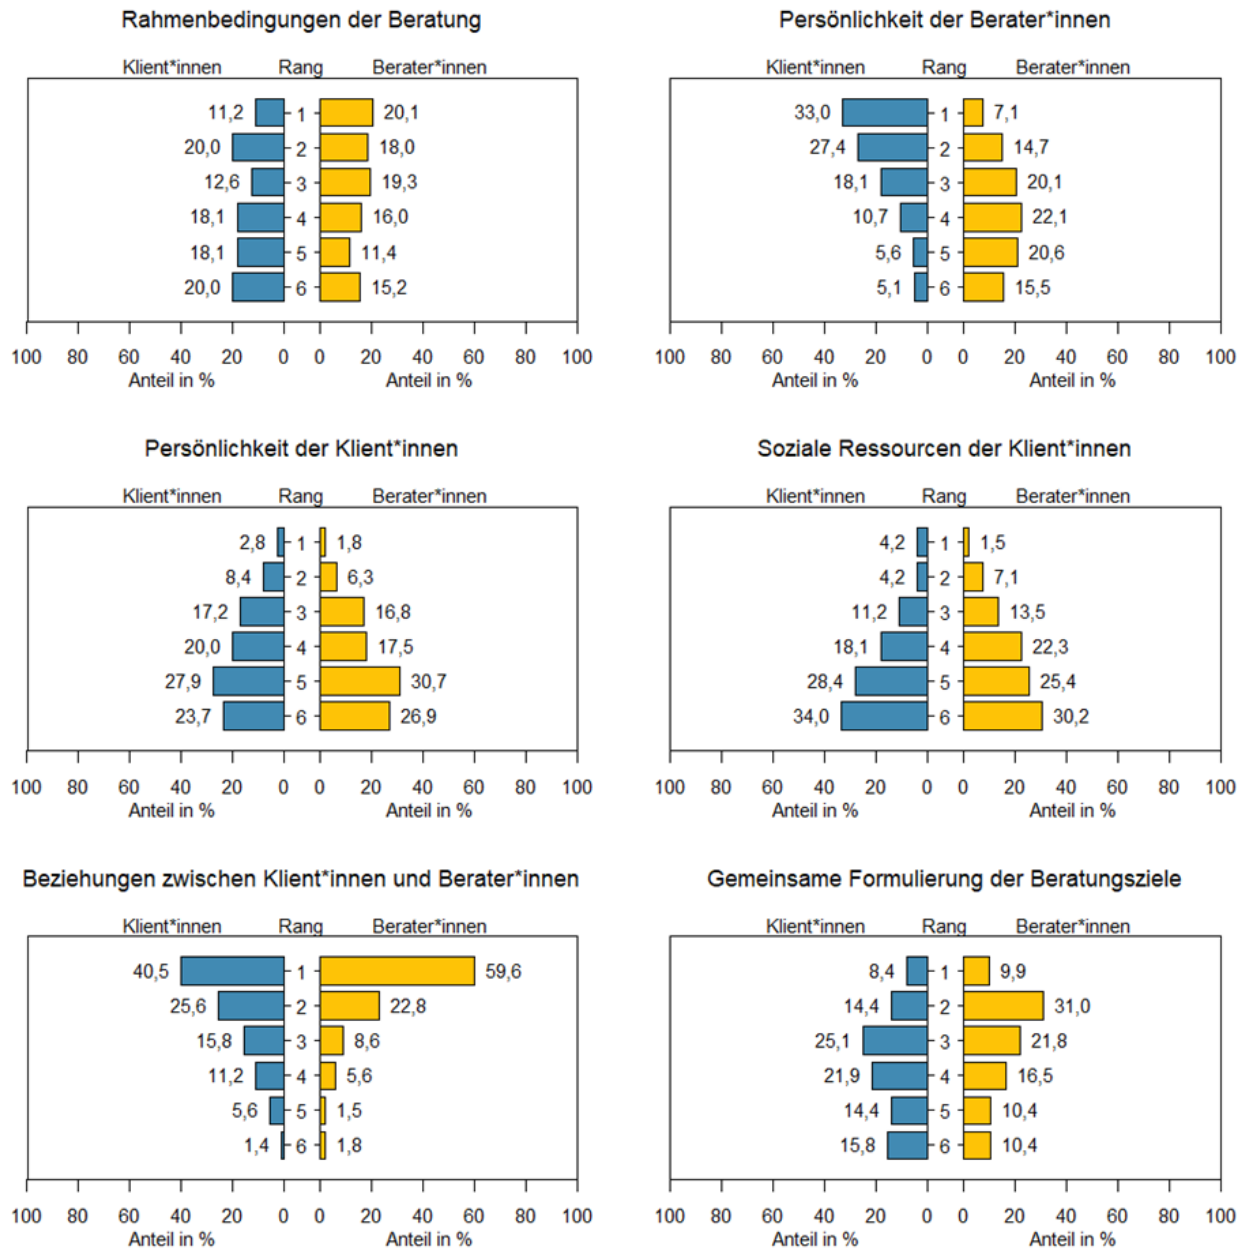 Rahmenbedingungen der Beratung
Klient*innen Rang Berater*innen
11,2 1 20,1
20,0 2 18,0
12,6 3 19,3
18,1 4 16,0
18,1 5 11,4
20,0 6 15,2
100 80 60 40 20 0 0 20 40 60 80 100
Anteil in % Anteil in %
Persönlichkeit der Berater*innen
Klient*innen Rang Berater*innen
33,0 1 7,1
27,4 2 14,7
18,1 3 20,1
10,7 4 22,1
5,6 5 20,6
5,1 6 15,5
100 80 60 40 20 0 0 20 40 60 80 100
Anteil in % Anteil in %
Persönlichkeit der Klient*innen
Klient*innen Rang Berater*innen
2,8 1 1,8
8,4 2 6,3
17,2 3 16,8
20,0 4 17,5
27,9 5 30,7
23,7 6 26,9
100 80 60 40 20 0 0 20 40 60 80 100
Anteil in % Anteil in %
Soziale Ressourcen der Klient*innen
Klient*innen Rang Berater*innen
4,2 1 1,5
4,2 2 7,1
11,2 3 13,5
18,1 4 22,3
28,4 5 25,4
34,0 6 30,2
100 80 60 40 20 0 0 20 40 60 80 100
Anteil in % Anteil in %
Beziehungen zwischen Klient*innen und Berater*innen
Klient*innen Rang Berater*innen
40,5 1 59,6
25,6 2 22,8
15,8 3 8,6
11,2 4 5,6
5,6 5 1,5
1,4 6 1,8
100 80 60 40 20 0 0 20 40 60 80 100
Anteil in % Anteil in %
Gemeinsame Formulierung der Beratungsziele
Klient*innen Rang Berater*innen
8,4 1 9,9
14,4 2 31,0
25,1 3 21,8
21,9 4 16,5
14,4 5 10,4
15,8 6 10,4
100 80 60 40 20 0 0 20 40 60 80 100
Anteil in % Anteil in %